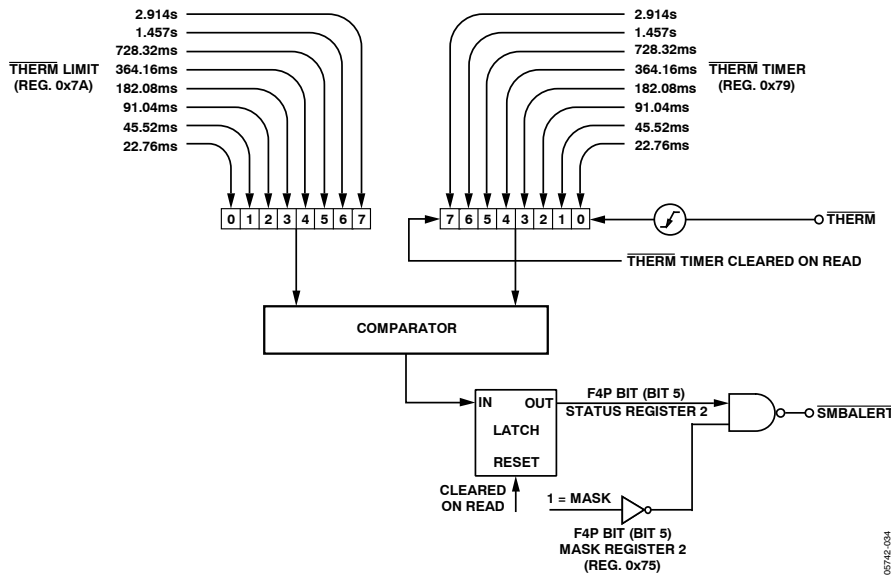 2.914s
1.457s
728.32ms
364.16ms
182.08ms
91.04ms
45.52ms
22.76ms
THERM LIMIT
(REG. 0x7A)
2.914s
1.457s
728.32ms
364.16ms
182.08ms
91.04ms
45.52ms
22.76ms
THERM TIMER
(REG. 0x79)
0 1 2 3 4 5 6 7
7 6 5 4 3 2 1 0
THERM
THERM TIMER CLEARED ON READ
COMPARATOR
IN OUT
LATCH
RESET
F4P BIT (BIT 5)
STATUS REGISTER 2
SMBALERT
CLEARED
ON READ
1 = MASK
F4P BIT (BIT 5)
MASK REGISTER 2
(REG. 0x75)
05742-034